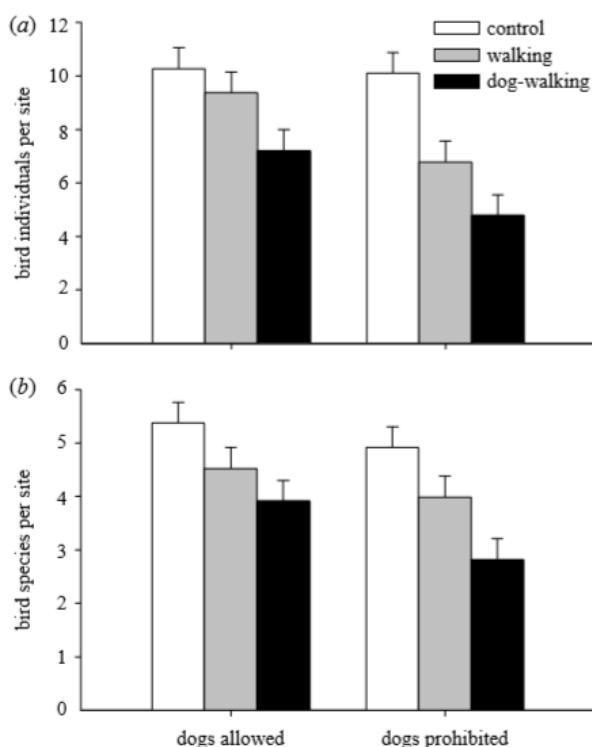 (a)
12
10
8
6
4
2
0
bird individuals per site
control
walking
dog-walking
(b)
6
5
4
3
2
1
0
bird species per site
dogs allowed
dogs prohibited